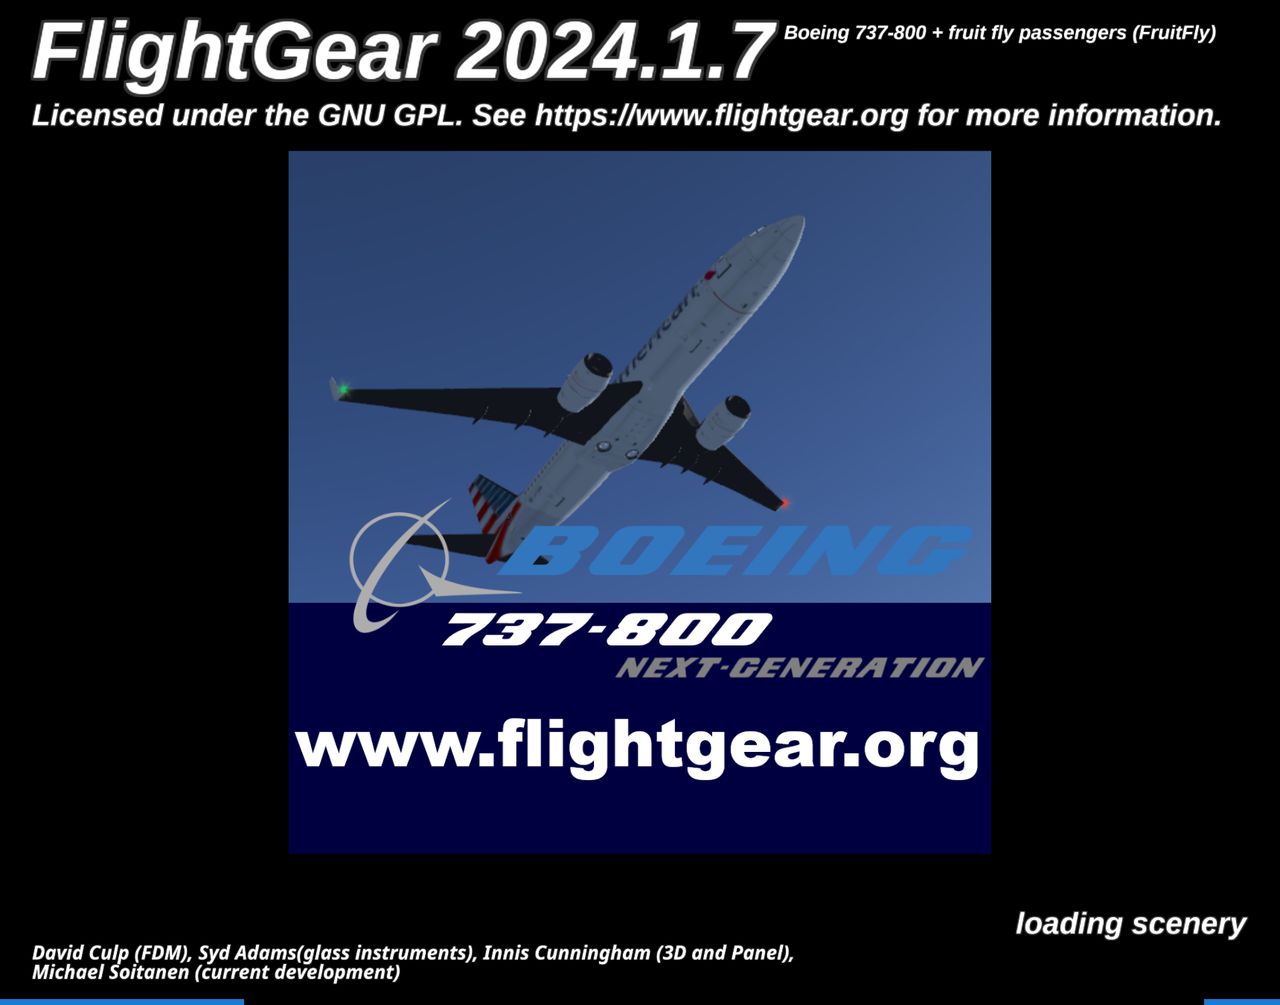 FlightGear 2024.1.7
Boeing 737-800 + fruit fly passengers (FruitFly)
Licensed under the GNU GPL. See https://www.flightgear.org for more information.
merican
BOEING
737-800
NEXT-GENERATION
www.flightgear.org
loading scenery
David Culp (FDM), Syd Adams(glass instruments), Innis Cunningham (3D and Panel),
Michael Soitanen (current development)